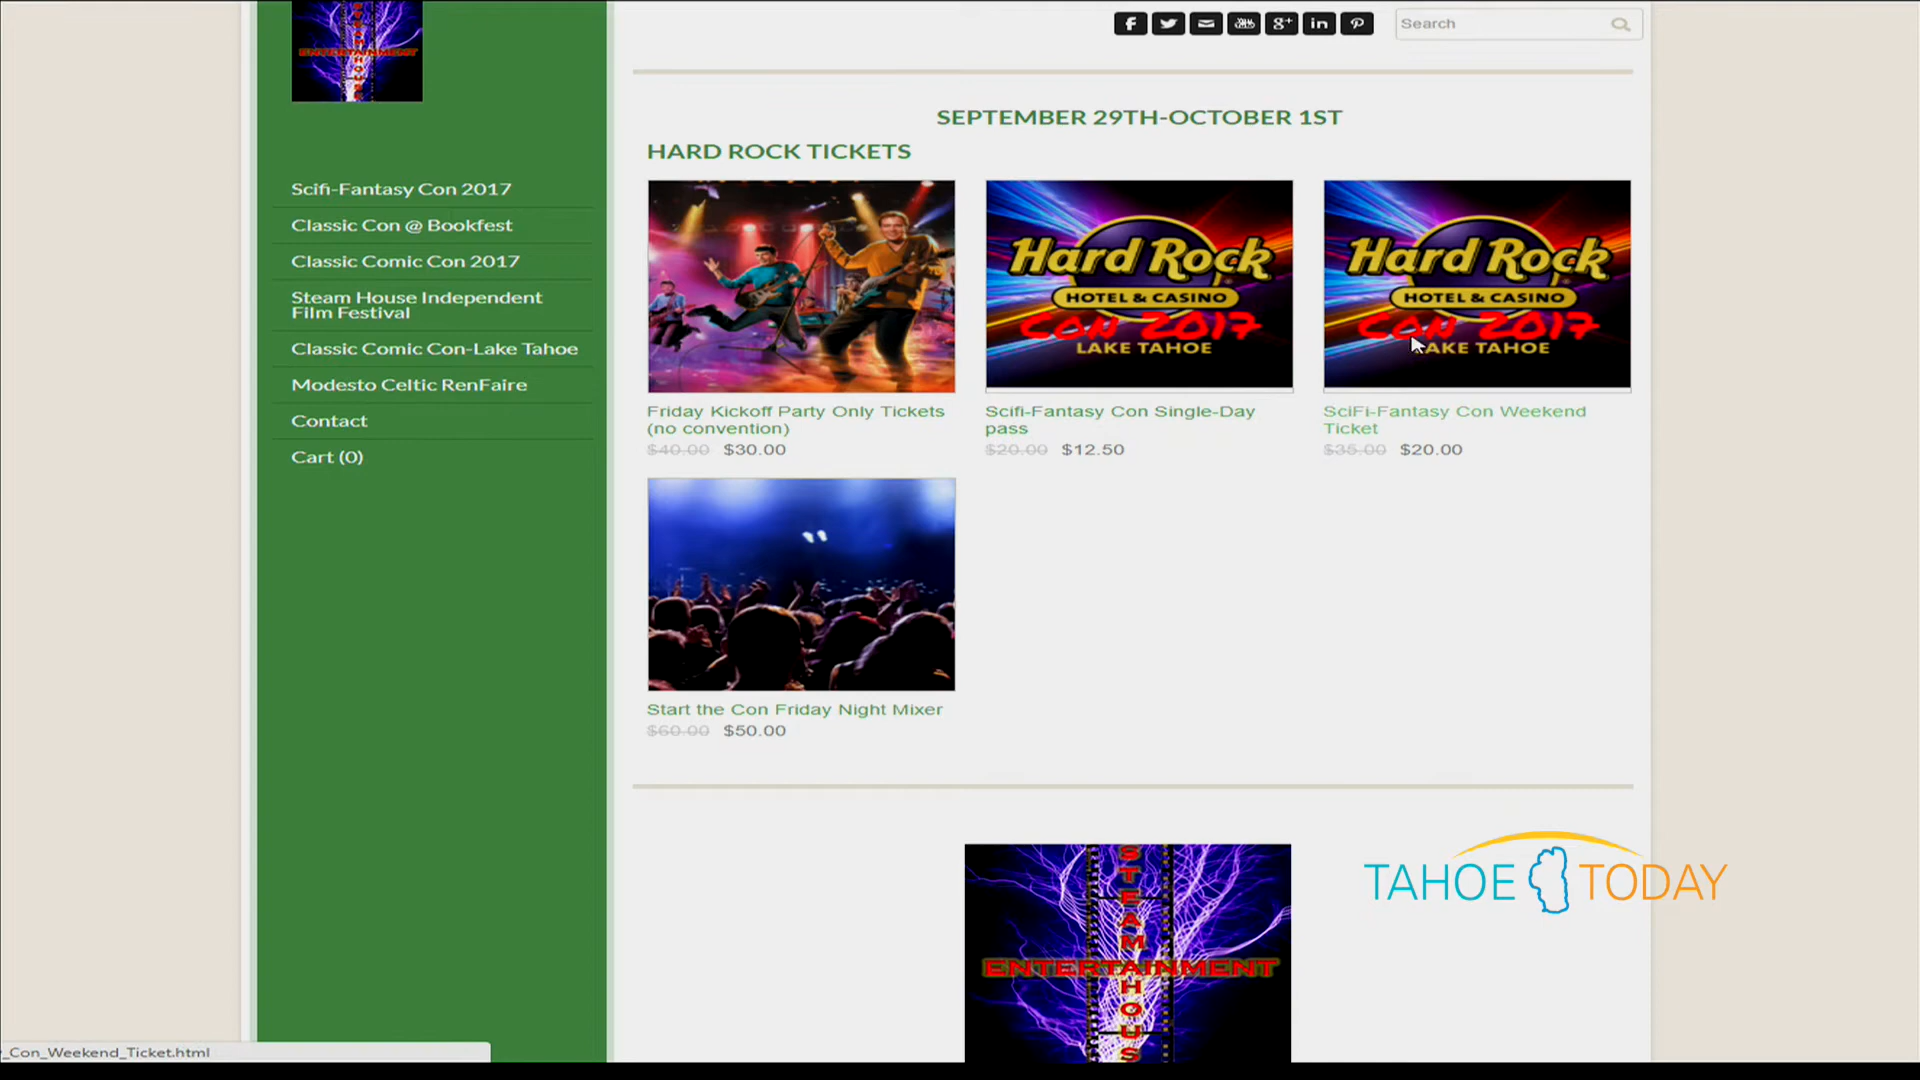 ENTERTAINMENT
Search
SEPTEMBER 29TH-OCTOBER 1ST
HARD ROCK TICKETS
Scifi-Fantasy Con 2017
Classic Con @ Bookfest
Classic Comic Con 2017
Steam House Independent
Film Festival
Classic Comic Con-Lake Tahoe
Modesto Celtic RenFaire
Contact
Cart (0)
Hard Rock
HOTEL & CASINO
CON 2017
LAKE TAHOE
Hard Rock
HOTEL & CASINO
CON 2017
LAKE TAHOE
Friday Kickoff Party Only Tickets
(no convention)
$40.00 $30.00
Scifi-Fantasy Con Single-Day
pass
$20.00 $12.50
SciFi-Fantasy Con Weekend
Ticket
$35.00 $20.00
Start the Con Friday Night Mixer
$60.00 $50.00
STEAMHOUS
ENTERTAINMENT
TAHOE TODAY
_Con_Weekend_Ticket.html